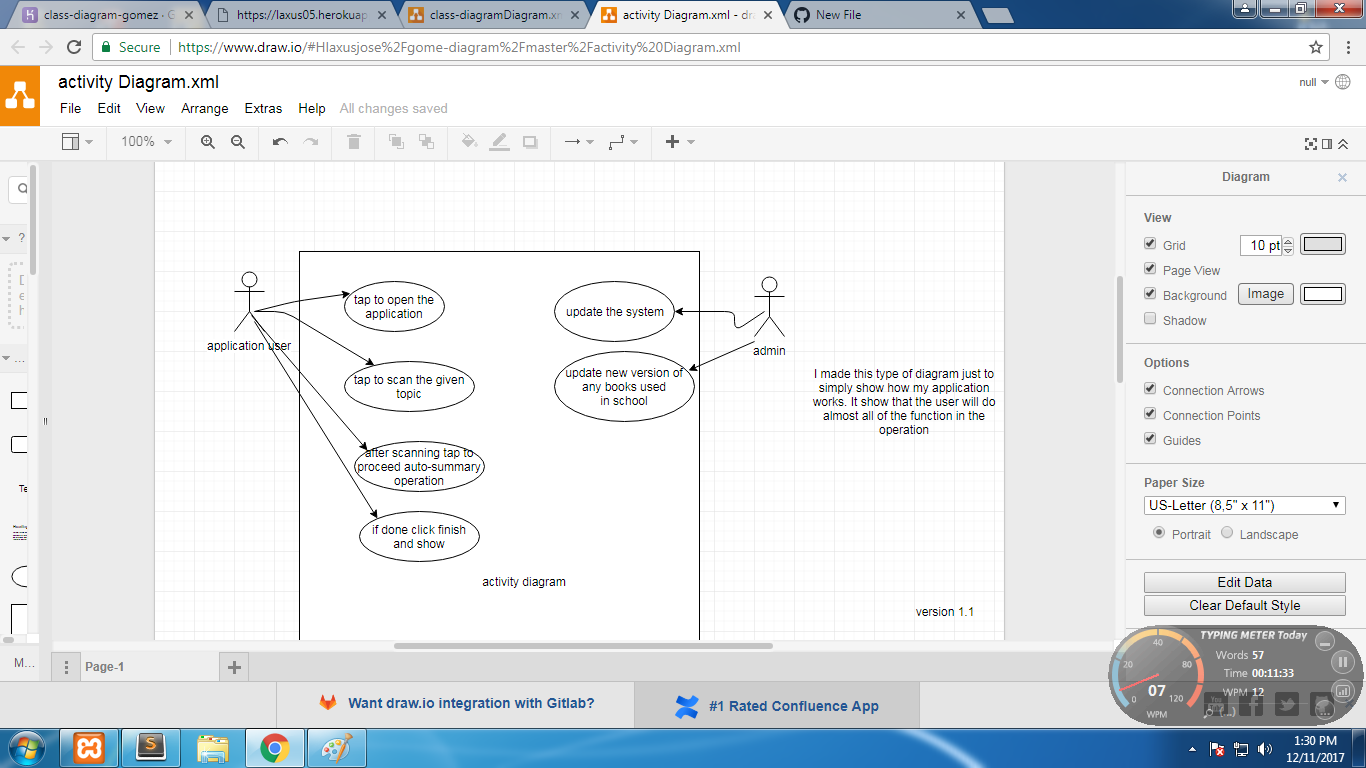 class-diagram-gomez - G
https://laxus05.herokuap
class-diagramDiagram.xm
activity Diagram.xml - dr
New File
Secure
https://www.draw.io/#Hlaxusjose%2Fgome-diagram%2Fmaster%2Factivity%20Diagram.xml
activity Diagram.xml
null
File Edit View Arrange Extras Help All changes saved
100%
Diagram
View
Grid
10 pt
Page View
Background
Image
Shadow
Options
Connection Arrows
Connection Points
Guides
Paper Size
US-Letter (8,5" x 11")
Portrait
Landscape
Edit Data
Clear Default Style
?
...
M...
application user
tap to open the
application
tap to scan the given
topic
after scanning tap to
proceed auto-summary
operation
if done click finish
and show
update the system
update new version of
any books used
in school
admin
I made this type of diagram just to
simply show how my application
works. It show that the user will do
almost all of the function in the
operation
activity diagram
version 1.1
Page-1
Want draw.io integration with Gitlab?
#1 Rated Confluence App
TYPING METER Today
Words 57
Time 00:11:33
WPM 12
(...)
0
20
40
80
120
07
WPM
1:30 PM
12/11/2017